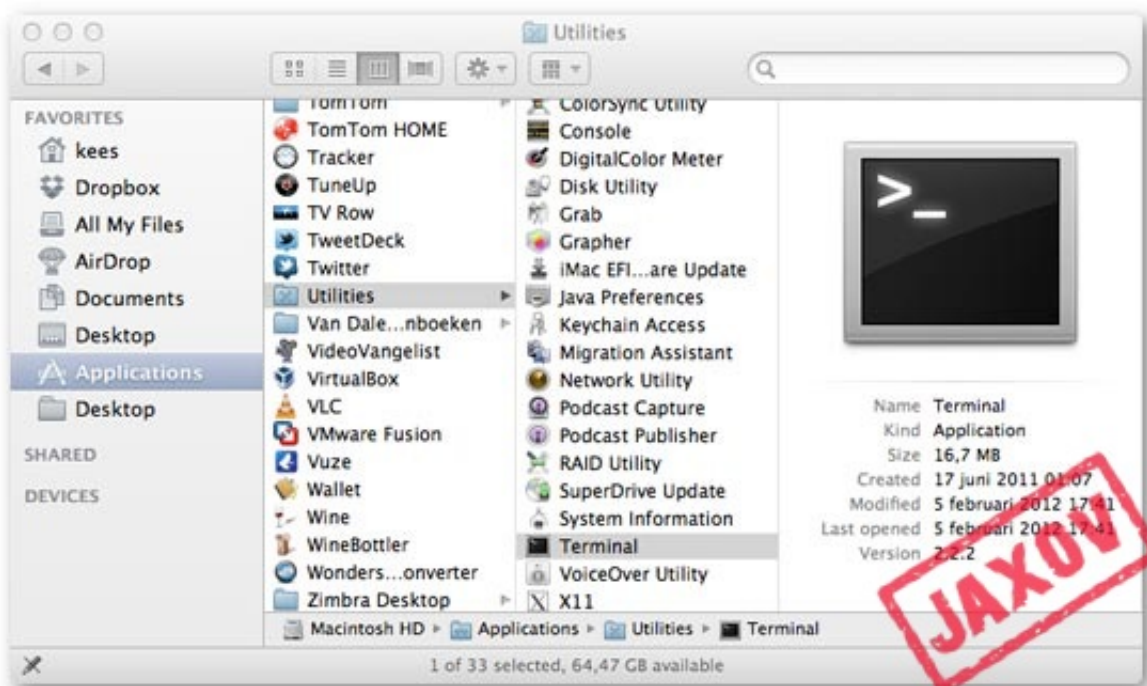 Utilities
FAVORITES
kees
Dropbox
All My Files
AirDrop
Documents
Desktop
Applications
Desktop
SHARED
DEVICES
TomTom
TomTom HOME
Tracker
TuneUp
TV Row
TweetDeck
Twitter
Utilities
Van Dale...nboeken
VideoVangelist
VirtualBox
VLC
VMware Fusion
Vuze
Wallet
Wine
WineBottler
Wonders...onverter
Zimbra Desktop
ColorSync Utility
Console
DigitalColor Meter
Disk Utility
Grab
Grapher
iMac EFI...are Update
Java Preferences
Keychain Access
Migration Assistant
Network Utility
Podcast Capture
Podcast Publisher
RAID Utility
SuperDrive Update
System Information
Terminal
VoiceOver Utility
X11
>_
Name Terminal
Kind Application
Size 16,7 MB
Created 17 juni 2011 01:07
Modified 5 februari 2012 17:41
Last opened 5 februari 2012 17:41
Version 2.2.2
JAXOV
Macintosh HD ▸ Applications ▸ Utilities ▸ Terminal
1 of 33 selected, 64,47 GB available